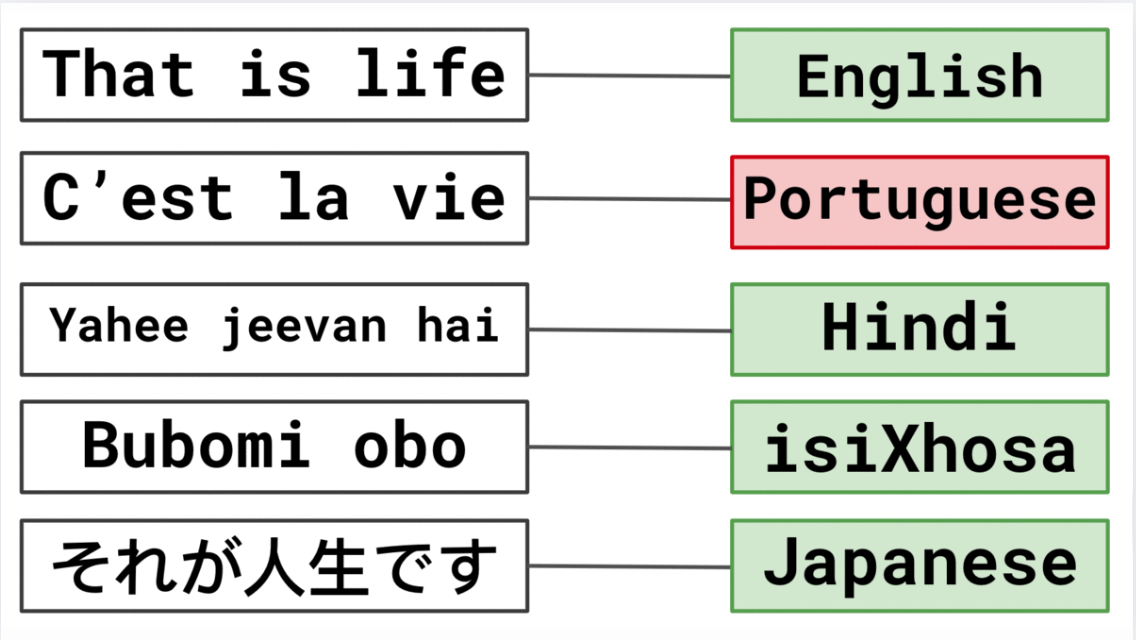 That is life
English
C’est la vie
Portuguese
Yahee jeevan hai
Hindi
Bubomi obo
isiXhosa
それが人生です
Japanese